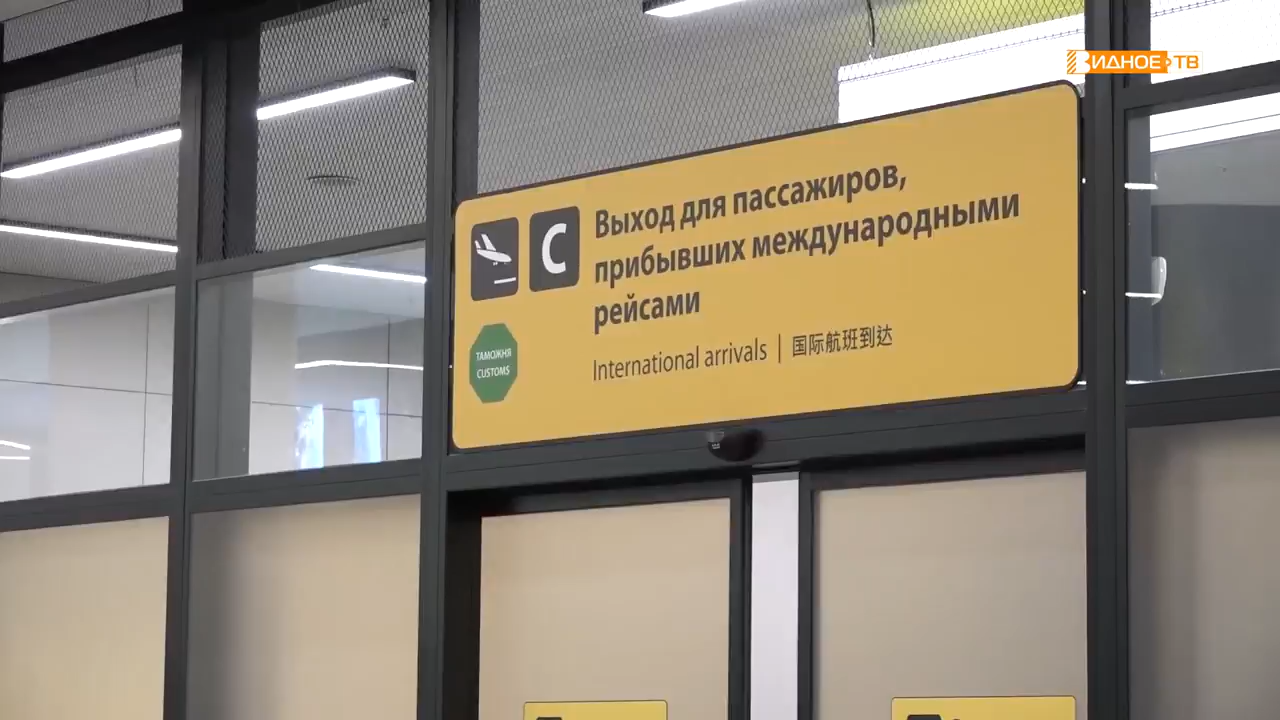 ВИДНОЕ ТВ
C
Выход для пассажиров,
прибывших международными
рейсами
ТАМОЖНЯ
CUSTOMS
International arrivals | 国际航班到达